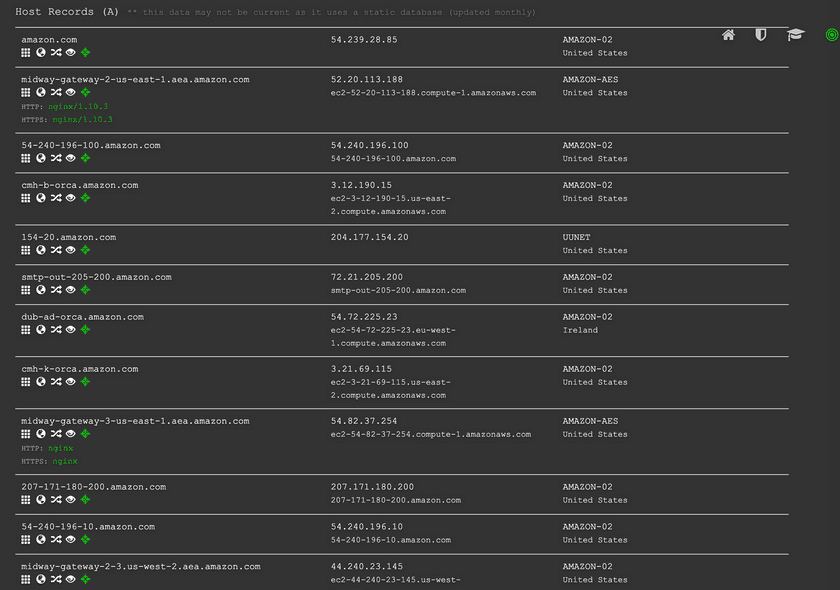 Host Records (A) ** this data may not be current as it uses a static database (updated monthly)
amazon.com 54.239.28.85 AMAZON-02
United States
midway-gateway-2-us-east-1.aea.amazon.com 52.20.113.188 AMAZON-AES
ec2-52-20-113-188.compute-1.amazonaws.com United States
HTTP: nginx/1.10.3
HTTPS: nginx/1.10.3
54-240-196-100.amazon.com 54.240.196.100 AMAZON-02
54-240-196-100.amazon.com United States
cmh-b-orca.amazon.com 3.12.190.15 AMAZON-02
ec2-3-12-190-15.us-east- United States
2.compute.amazonaws.com
154-20.amazon.com 204.177.154.20 UUNET
United States
smtp-out-205-200.amazon.com 72.21.205.200 AMAZON-02
smtp-out-205-200.amazon.com United States
dub-ad-orca.amazon.com 54.72.225.23 AMAZON-02
ec2-54-72-225-23.eu-west- Ireland
1.compute.amazonaws.com
cmh-k-orca.amazon.com 3.21.69.115 AMAZON-02
ec2-3-21-69-115.us-east- United States
2.compute.amazonaws.com
midway-gateway-3-us-east-1.aea.amazon.com 54.82.37.254 AMAZON-AES
ec2-54-82-37-254.compute-1.amazonaws.com United States
HTTP: nginx
HTTPS: nginx
207-171-180-200.amazon.com 207.171.180.200 AMAZON-02
207-171-180-200.amazon.com United States
54-240-196-10.amazon.com 54.240.196.10 AMAZON-02
54-240-196-10.amazon.com United States
midway-gateway-2-3.us-west-2.aea.amazon.com 44.240.23.145 AMAZON-02
ec2-44-240-23-145.us-west- United States